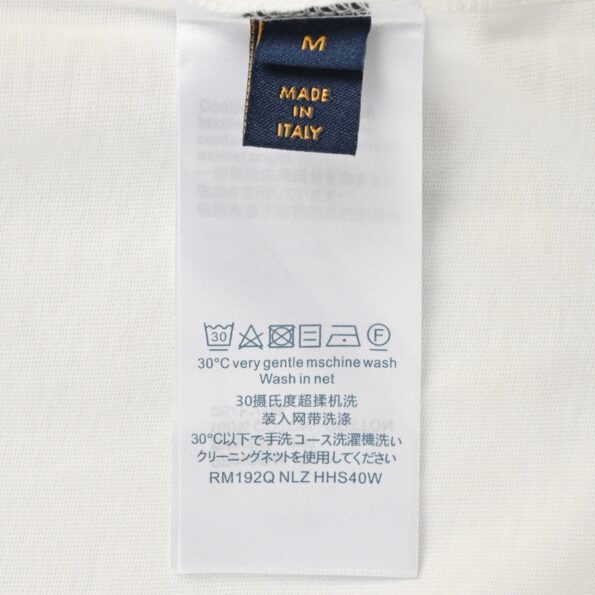 M
MADE
IN
ITALY
30
F
30°C very gentle mschine wash
Wash in net
30摄氏度超揉机洗
装入网带洗涤
30℃以下で手洗コース洗濯機洗い
クリーニングネットを使用してください
RM192Q NLZ HHS40W